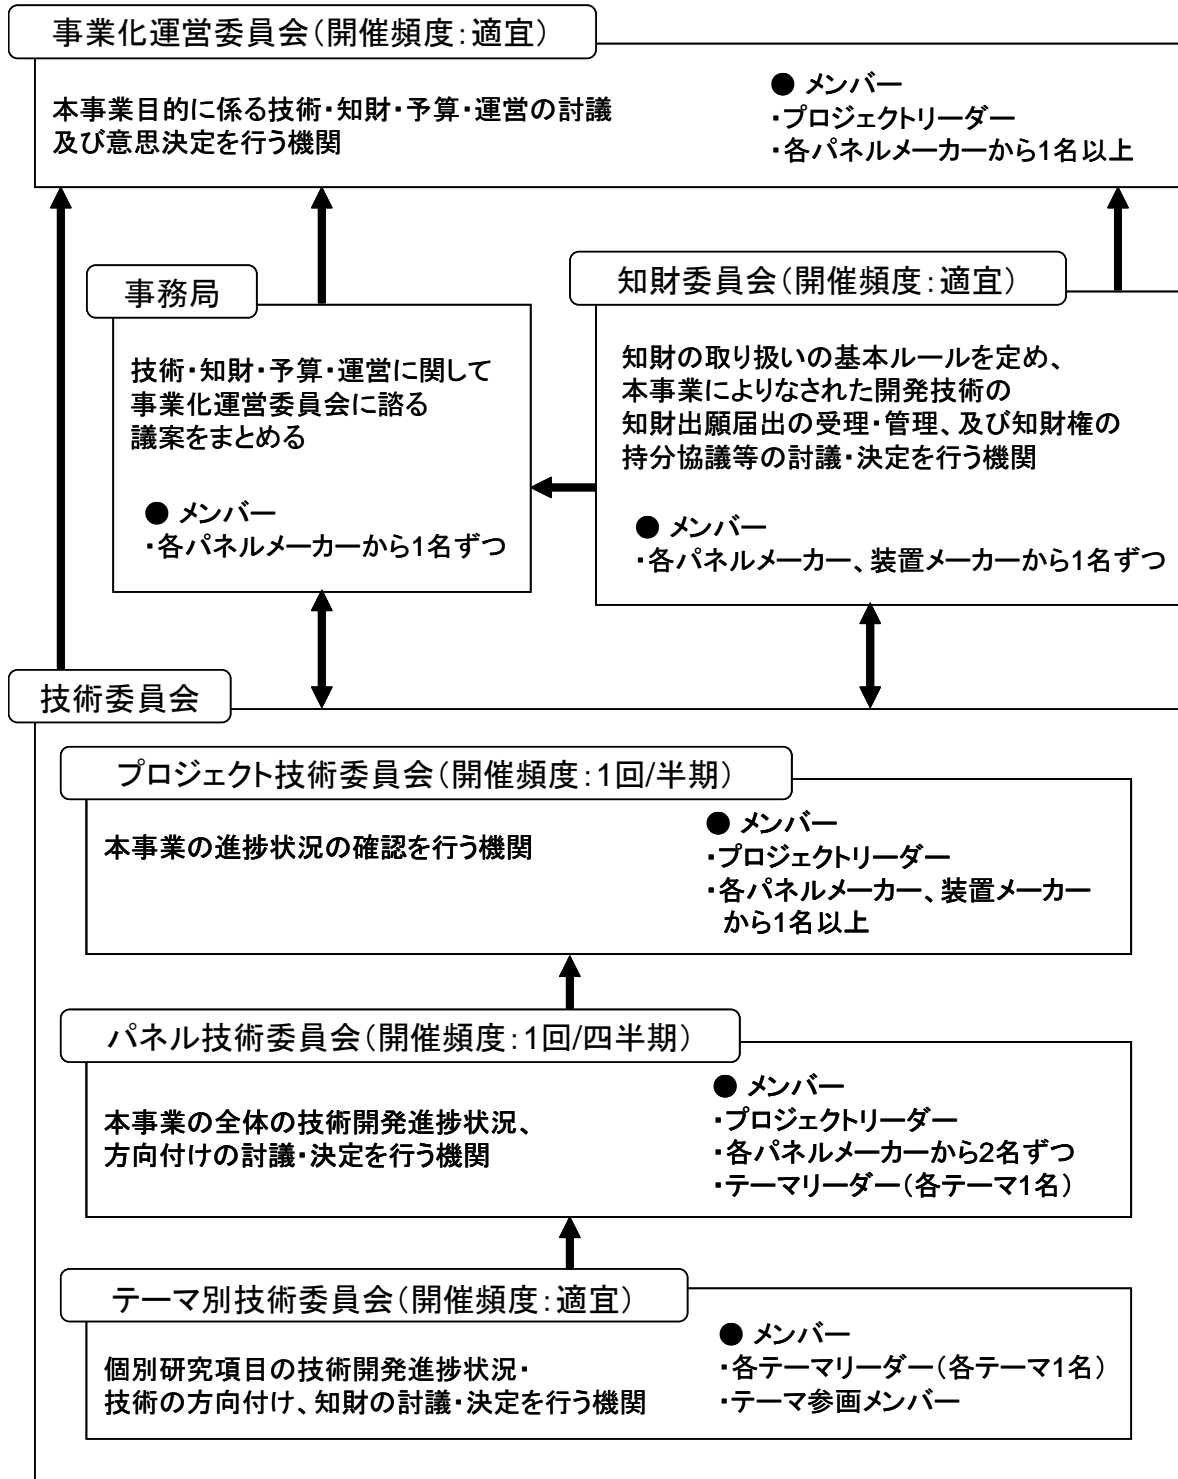 事業化運営委員会（開催頻度：適宜）
本事業目的に係る技術・知財・予算・運営の討議
及び意思決定を行う機関
● メンバー
・プロジェクトリーダー
・各パネルメーカーから1名以上
事務局
技術・知財・予算・運営に関して
事業化運営委員会に諮る
議案をまとめる
● メンバー
・各パネルメーカーから1名ずつ
知財委員会（開催頻度：適宜）
知財の取り扱いの基本ルールを定め、
本事業によりなされた開発技術の
知財出願届出の受理・管理、及び知財権の
持分協議等の討議・決定を行う機関
● メンバー
・各パネルメーカー、装置メーカーから1名ずつ
技術委員会
プロジェクト技術委員会（開催頻度：1回/半期）
本事業の進捗状況の確認を行う機関
● メンバー
・プロジェクトリーダー
・各パネルメーカー、装置メーカー
から1名以上
パネル技術委員会（開催頻度：1回/四半期）
本事業の全体の技術開発進捗状況、
方向付けの討議・決定を行う機関
● メンバー
・プロジェクトリーダー
・各パネルメーカーから2名ずつ
・テーマリーダー（各テーマ1名）
テーマ別技術委員会（開催頻度：適宜）
個別研究項目の技術開発進捗状況・
技術の方向付け、知財の討議・決定を行う機関
● メンバー
・各テーマリーダー（各テーマ1名）
・テーマ参画メンバー